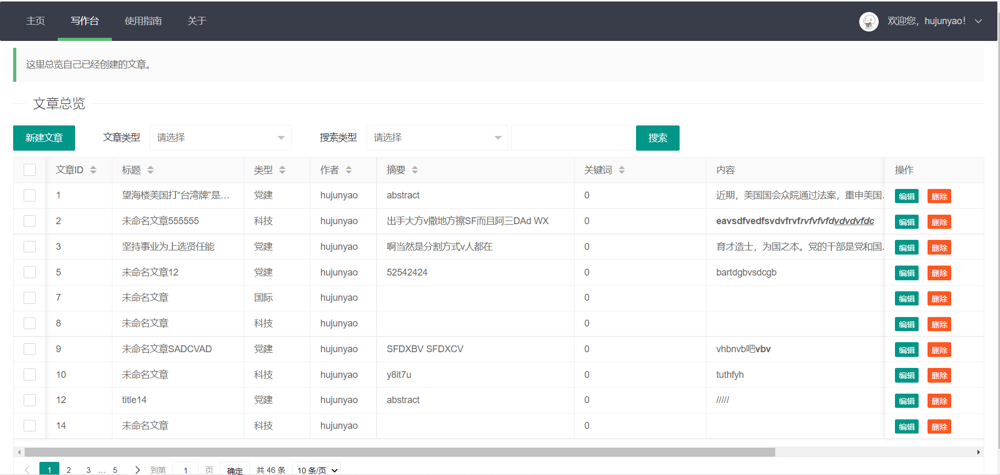 主页 写作台 使用指南 关于 欢迎您，hujunyao！
这里总览自己已经创建的文章。
文章总览
新建文章 文章类型 请选择 搜索类型 请选择 搜索
文章ID 标题 类型 作者 摘要 关键词 内容 操作
1 望海楼美国打“台湾牌”是... 党建 hujunyao abstract 0 近期，美国国会众院通过法案，重申美国. 编辑 删除
2 未命名文章555555 科技 hujunyao 出手大方v撒地方擦SF而且阿三DAd WX 0 eavsdfvedfsvdvfrvfrvfvfvfdvdvdvfdc 编辑 删除
3 坚持事业为上选贤任能 党建 hujunyao 啊当然是分割方式v人都在 0 育才造士，为国之本。党的干部是党和国. 编辑 删除
5 未命名文章12 党建 hujunyao 52542424 0 bartdgbvsdcgb 编辑 删除
7 未命名文章 国际 hujunyao 0 编辑 删除
8 未命名文章 科技 hujunyao 0 编辑 删除
9 未命名文章SADCVAD 党建 hujunyao SFDXBV SFDXCV 0 vhbnvb吧vbv 编辑 删除
10 未命名文章 科技 hujunyao y8it7u 0 tuthfyh 编辑 删除
12 title14 党建 hujunyao abstract 0 ///// 编辑 删除
14 未命名文章 科技 hujunyao 0 编辑 删除
1 2 3 ... 5 到第 1 页 确定 共 46 条 10 条/页